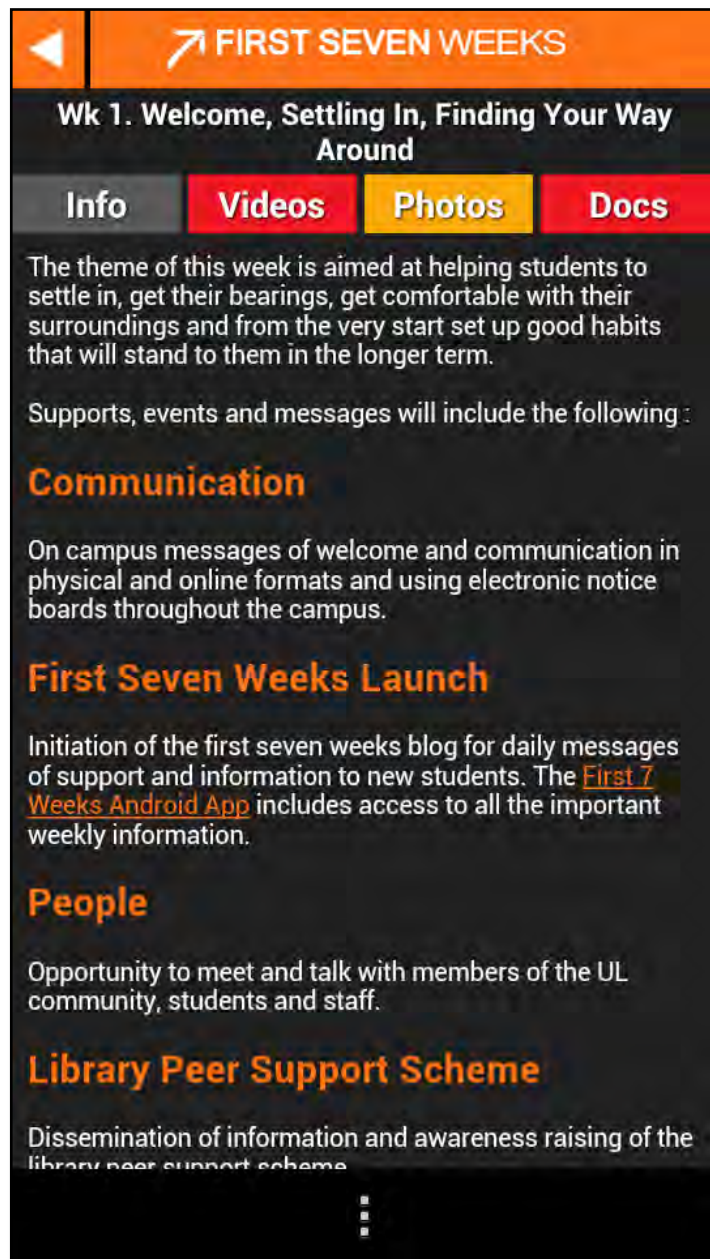 FIRST SEVEN WEEKS
Wk 1. Welcome, Settling In, Finding Your Way
Around
Info Videos Photos Docs
The theme of this week is aimed at helping students to
settle in, get their bearings, get comfortable with their
surroundings and from the very start set up good habits
that will stand to them in the longer term.
Supports, events and messages will include the following :
Communication
On campus messages of welcome and communication in
physical and online formats and using electronic notice
boards throughout the campus.
First Seven Weeks Launch
Initiation of the first seven weeks blog for daily messages
of support and information to new students. The First 7
Weeks Android App includes access to all the important
weekly information.
People
Opportunity to meet and talk with members of the UL
community, students and staff.
Library Peer Support Scheme
Dissemination of information and awareness raising of the
library peer support scheme